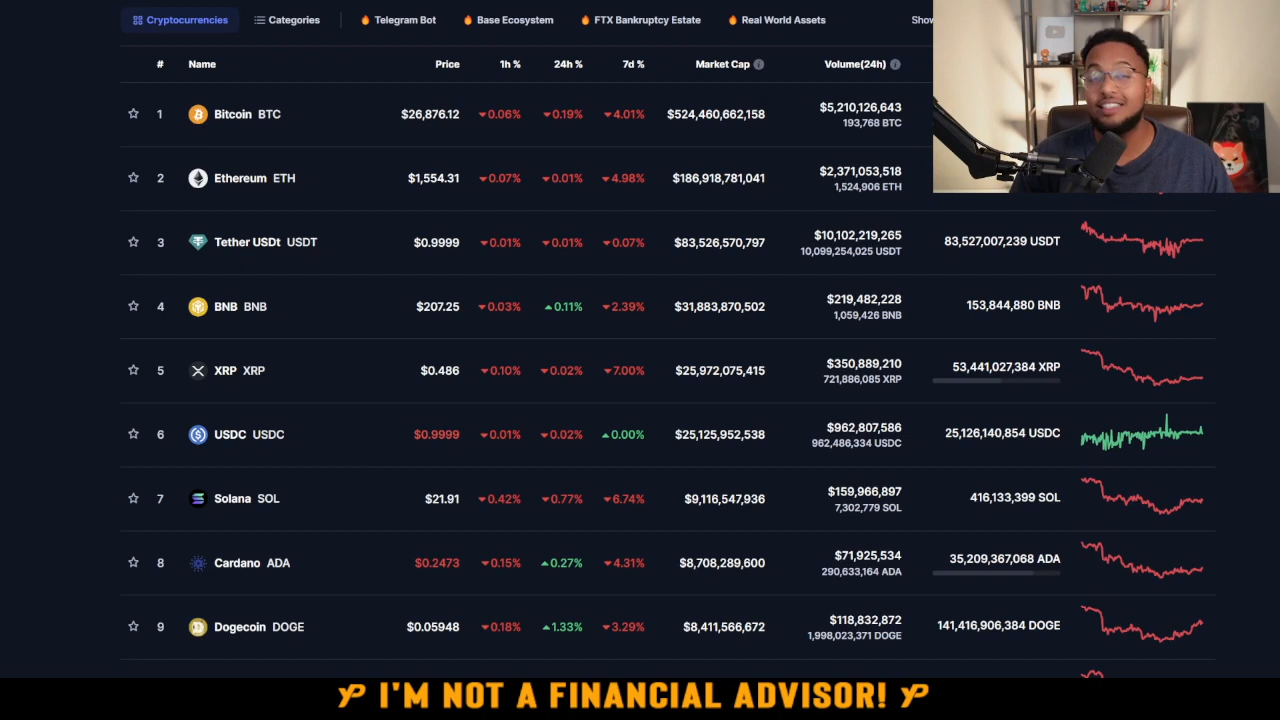 Cryptocurrencies Categories Telegram Bot Base Ecosystem FTX Bankruptcy Estate Real World Assets Show
# Name Price 1h % 24h % 7d % Market Cap Volume(24h)
1 Bitcoin BTC $26,876.12 0.06% 0.19% 4.01% $524,460,662,158 $5,210,126,643
193,768 BTC
2 Ethereum ETH $1,554.31 0.07% 0.01% 4.98% $186,918,781,041 $2,371,053,518
1,524,906 ETH
3 Tether USDt USDT $0.9999 0.01% 0.01% 0.07% $83,526,570,797 $10,102,219,265 83,527,007,239 USDT
10,099,254,025 USDT
4 BNB BNB $207.25 0.03% 0.11% 2.39% $31,883,870,502 $219,482,228 153,844,880 BNB
1,059,426 BNB
5 XRP XRP $0.486 0.10% 0.02% 7.00% $25,972,075,415 $350,889,210 53,441,027,384 XRP
721,886,085 XRP
6 USDC USDC $0.9999 0.01% 0.02% 0.00% $25,125,952,538 $962,807,586 25,126,140,854 USDC
962,486,334 USDC
7 Solana SOL $21.91 0.42% 0.77% 6.74% $9,116,547,936 $159,966,897 416,133,399 SOL
7,302,779 SOL
8 Cardano ADA $0.2473 0.15% 0.27% 4.31% $8,708,289,600 $71,925,534 35,209,367,068 ADA
290,633,164 ADA
9 Dogecoin DOGE $0.05948 0.18% 1.33% 3.29% $8,411,566,672 $118,832,872 141,416,906,384 DOGE
1,998,023,371 DOGE
YP I'M NOT A FINANCIAL ADVISOR! YP